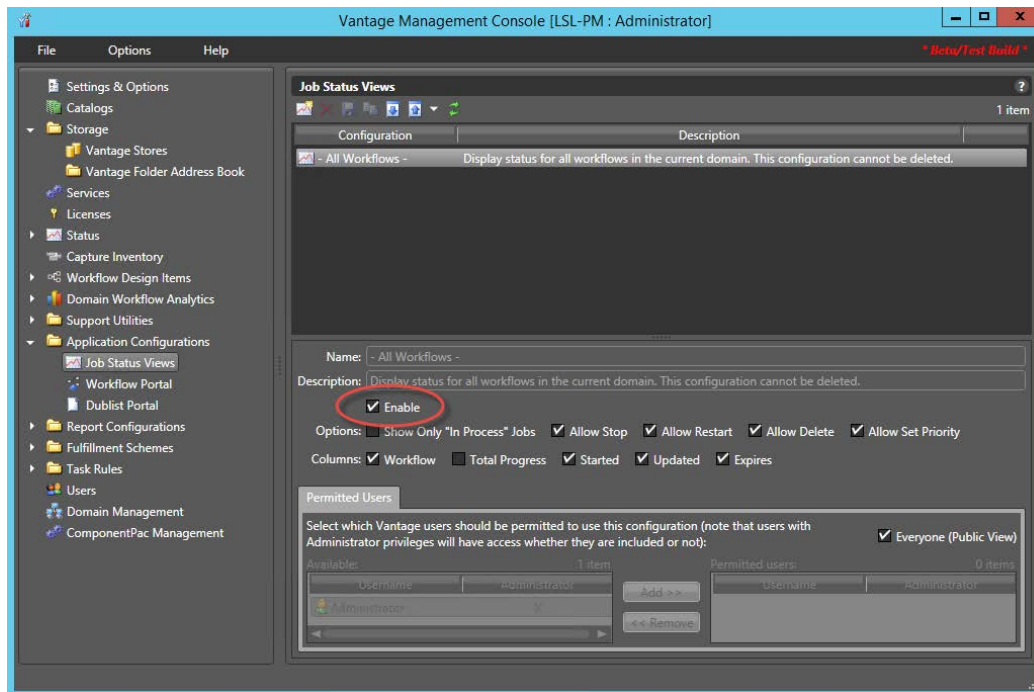 Vantage Management Console [LSL-PM : Administrator]
File Options Help
* Beta/Test Build *
Settings & Options
Catalogs
Storage
Vantage Stores
Vantage Folder Address Book
Services
Licenses
Status
Capture Inventory
Workflow Design Items
Domain Workflow Analytics
Support Utilities
Application Configurations
Job Status Views
Workflow Portal
Dublist Portal
Report Configurations
Fulfillment Schemes
Task Rules
Users
Domain Management
ComponentPac Management
Job Status Views ?
1 item
Configuration Description
- All Workflows - Display status for all workflows in the current domain. This configuration cannot be deleted.
Name: - All Workflows -
Description: Display status for all workflows in the current domain. This configuration cannot be deleted.
Enable
Options: Show Only "In Process" Jobs Allow Stop Allow Restart Allow Delete Allow Set Priority
Columns: Workflow Total Progress Started Updated Expires
Permitted Users
Select which Vantage users should be permitted to use this configuration (note that users with
Administrator privileges will have access whether they are included or not):
Everyone (Public View)
Available: 1 item Permitted users: 0 items
Username Administrator Username Administrator
Administrator X
Add >>
<< Remove